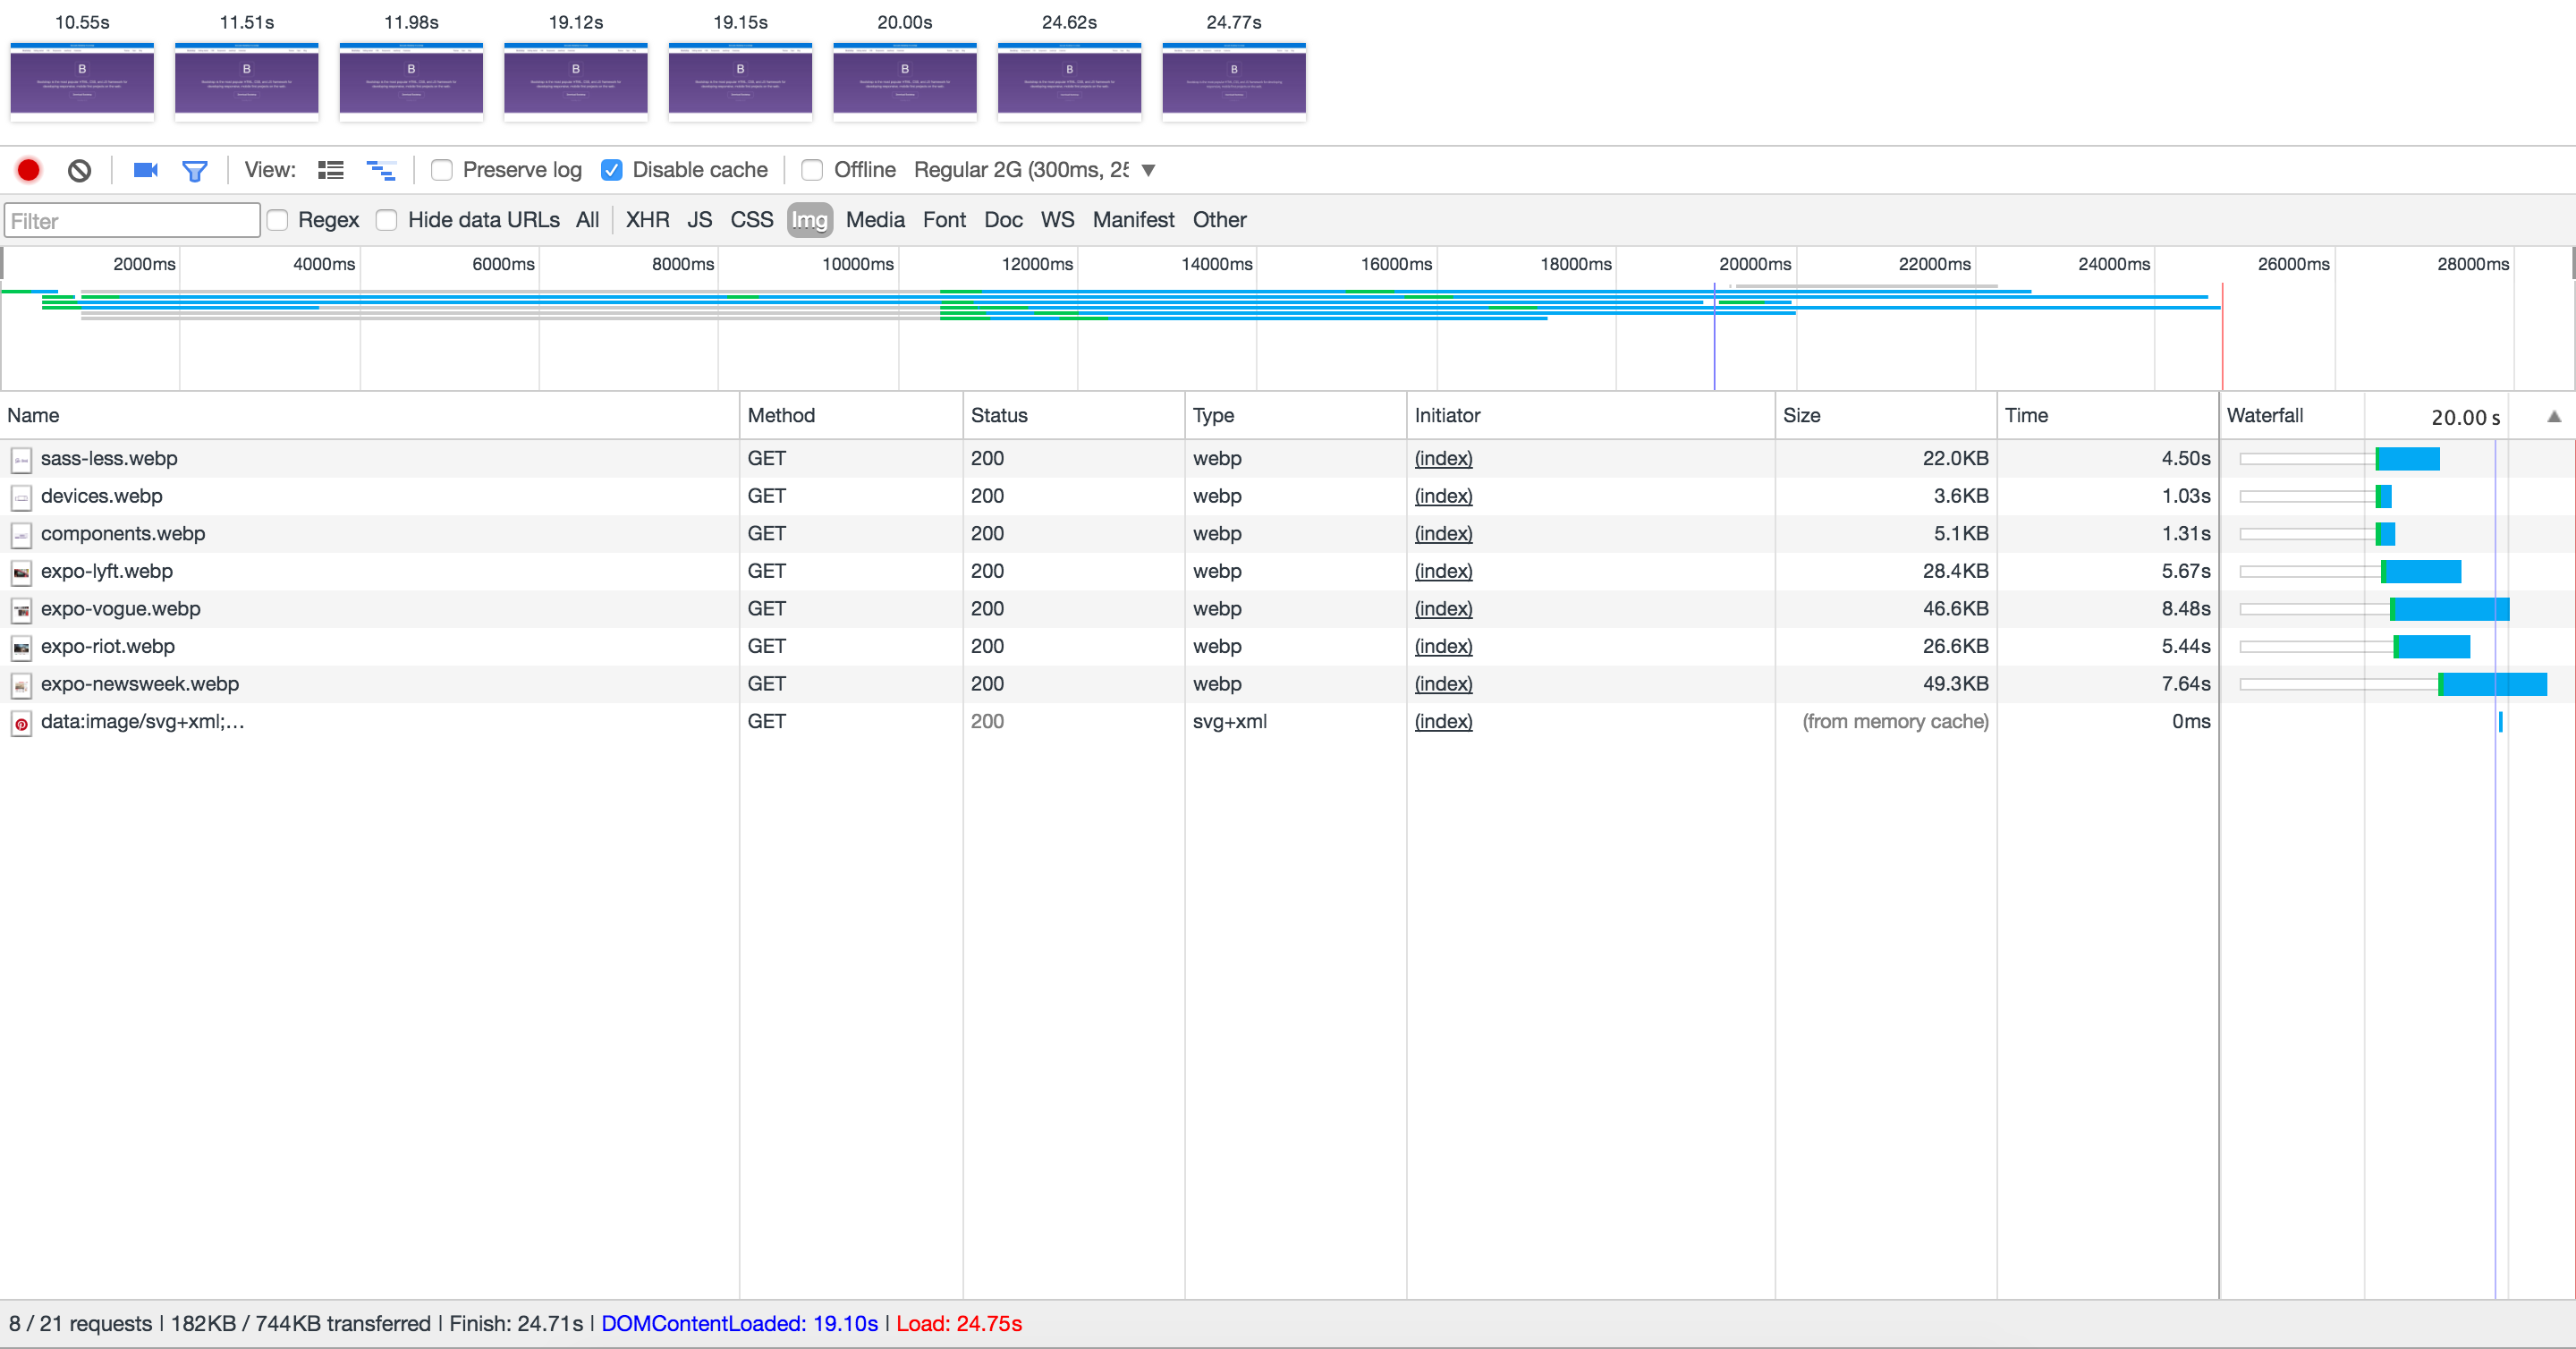 10.55s 11.51s 11.98s 19.12s 19.15s 20.00s 24.62s 24.77s
B B B B B B B B
View: Preserve log Disable cache Offline Regular 2G (300ms, 25
Filter Regex Hide data URLs All XHR JS CSS Img Media Font Doc WS Manifest Other
2000ms 4000ms 6000ms 8000ms 10000ms 12000ms 14000ms 16000ms 18000ms 20000ms 22000ms 24000ms 26000ms 28000ms
Name Method Status Type Initiator Size Time Waterfall 20.00 s
sass-less.webp GET 200 webp (index) 22.0KB 4.50s
devices.webp GET 200 webp (index) 3.6KB 1.03s
components.webp GET 200 webp (index) 5.1KB 1.31s
expo-lyft.webp GET 200 webp (index) 28.4KB 5.67s
expo-vogue.webp GET 200 webp (index) 46.6KB 8.48s
expo-riot.webp GET 200 webp (index) 26.6KB 5.44s
expo-newsweek.webp GET 200 webp (index) 49.3KB 7.64s
data:image/svg+xml;... GET 200 svg+xml (index) (from memory cache) 0ms
8 / 21 requests | 182KB / 744KB transferred | Finish: 24.71s | DOMContentLoaded: 19.10s | Load: 24.75s